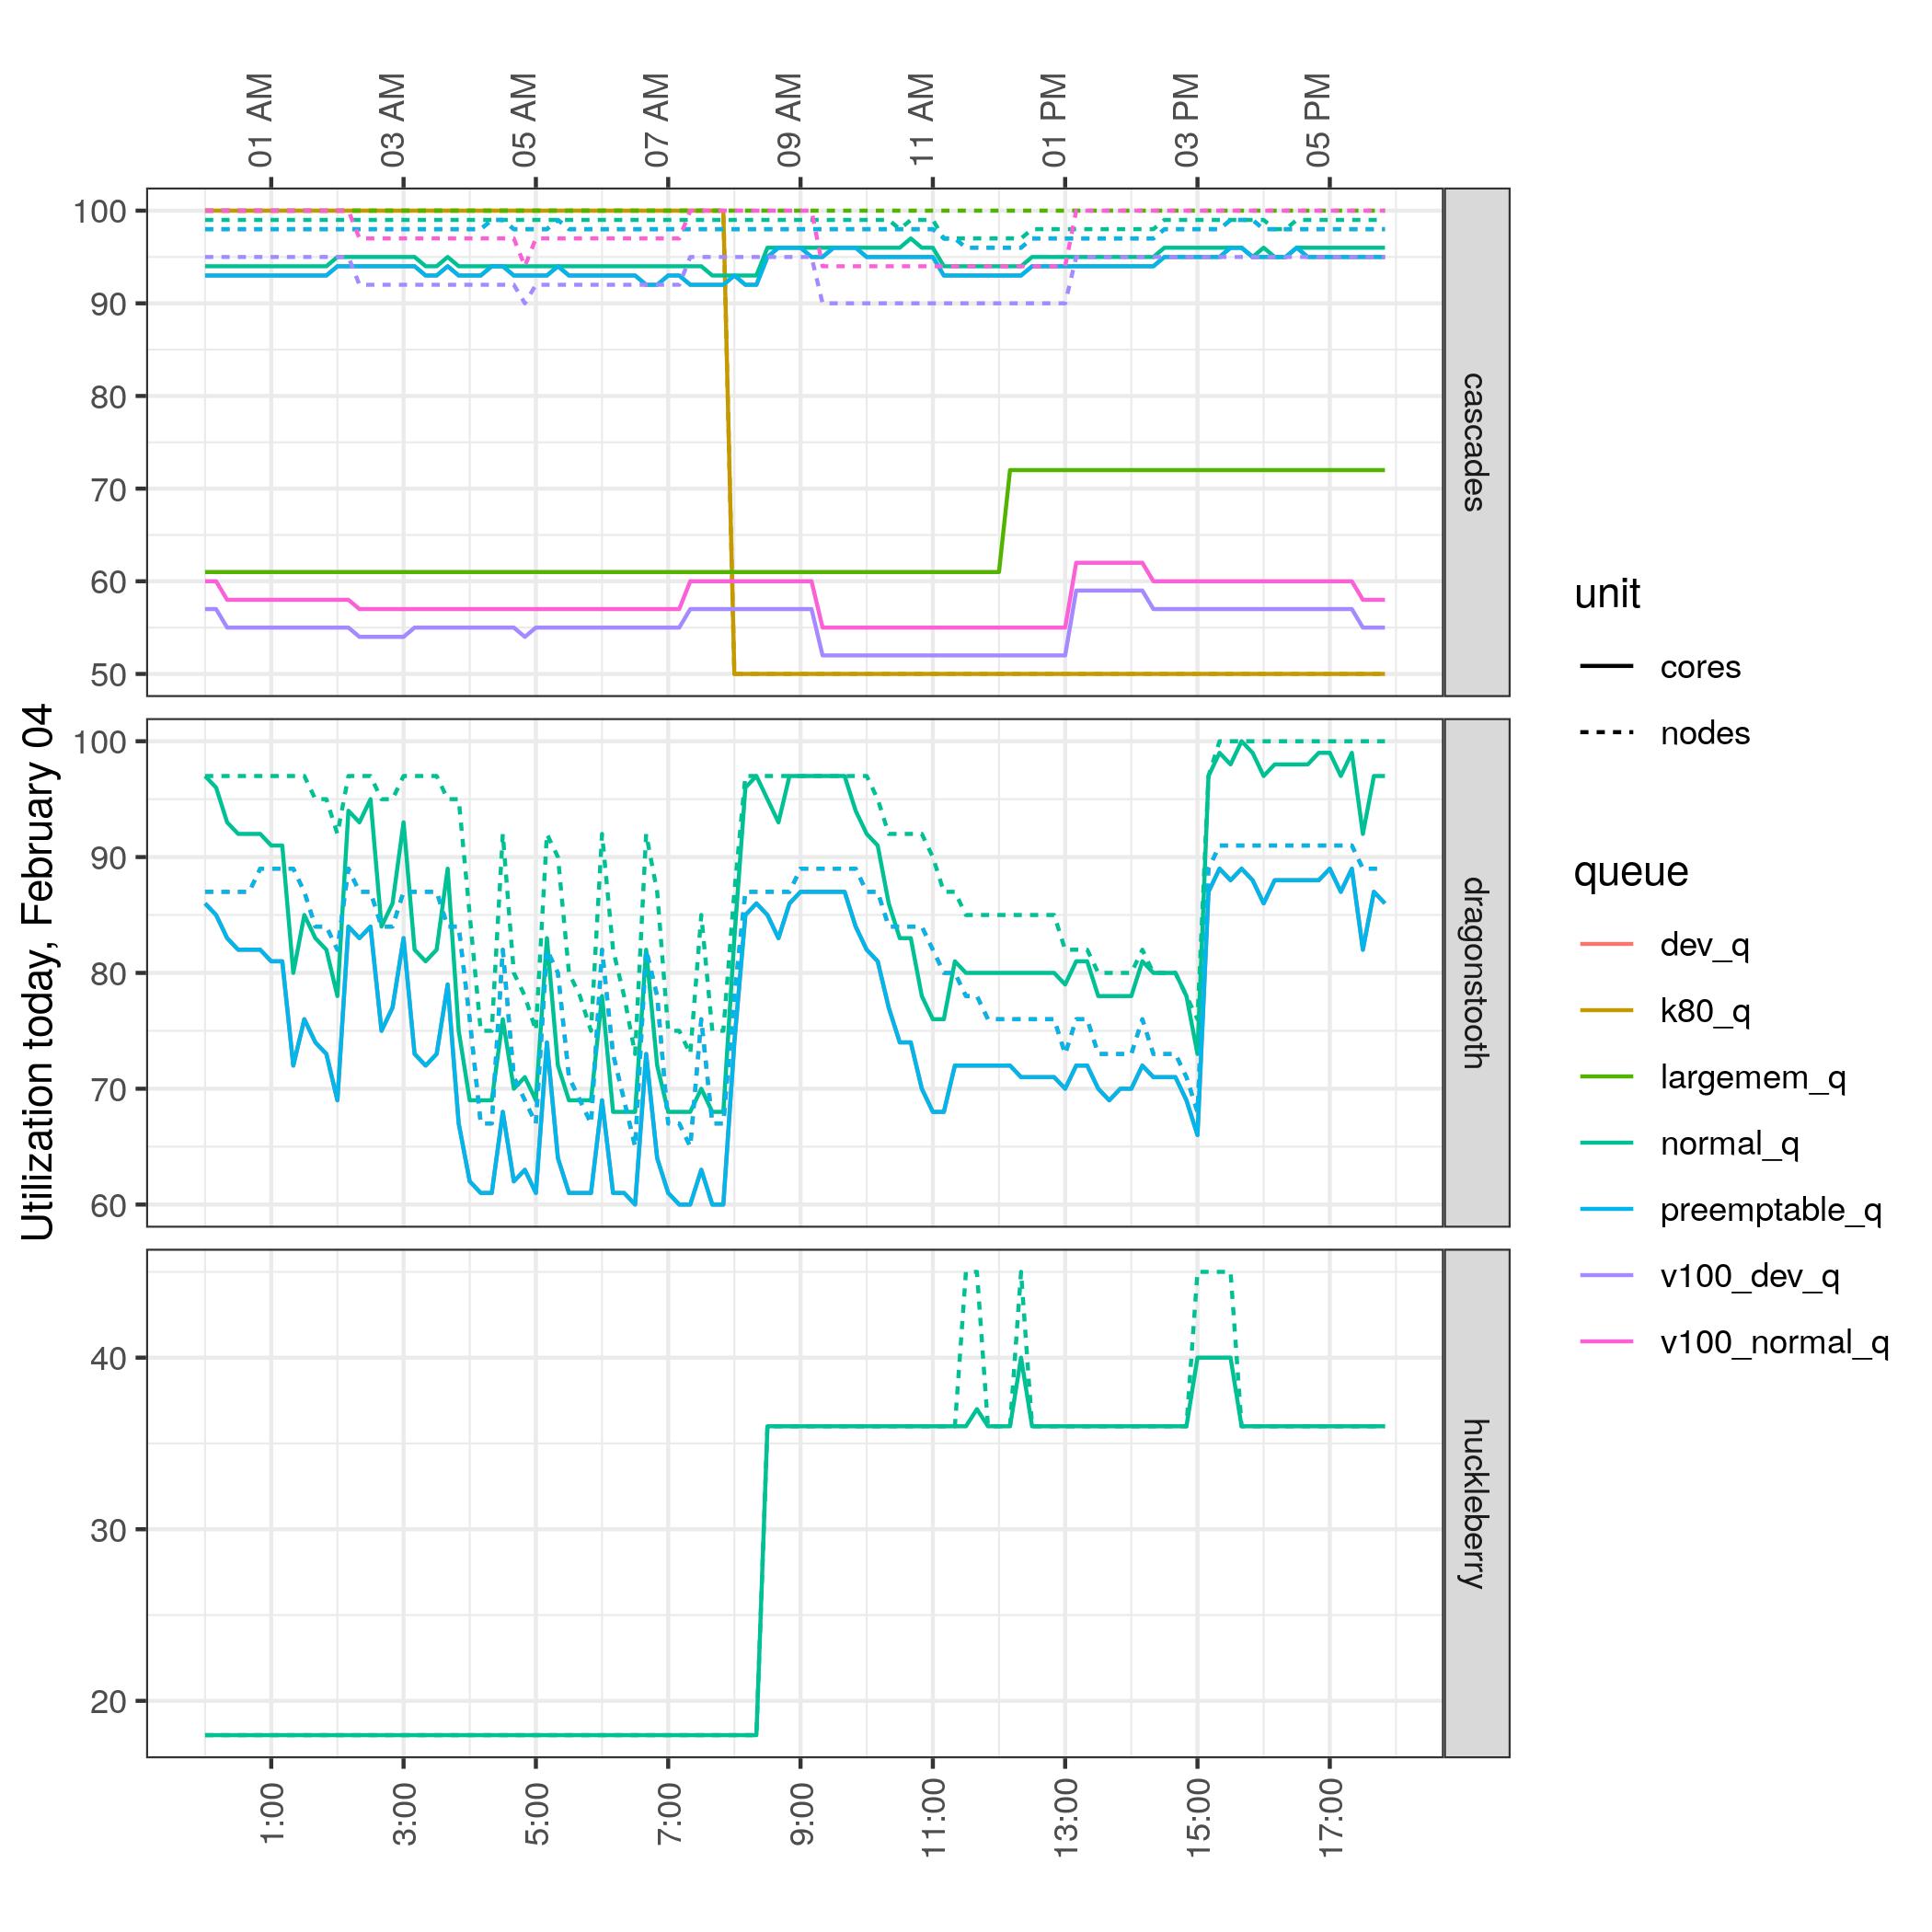 01 AM
03 AM
05 AM
07 AM
09 AM
11 AM
01 PM
03 PM
05 PM
Utilization today, February 04
100
90
80
70
60
50
cascades
100
90
80
70
60
dragonstooth
40
30
20
huckleberry
1:00
3:00
5:00
7:00
9:00
11:00
13:00
15:00
17:00
unit
cores
nodes
queue
dev_q
k80_q
largemem_q
normal_q
preemptable_q
v100_dev_q
v100_normal_q